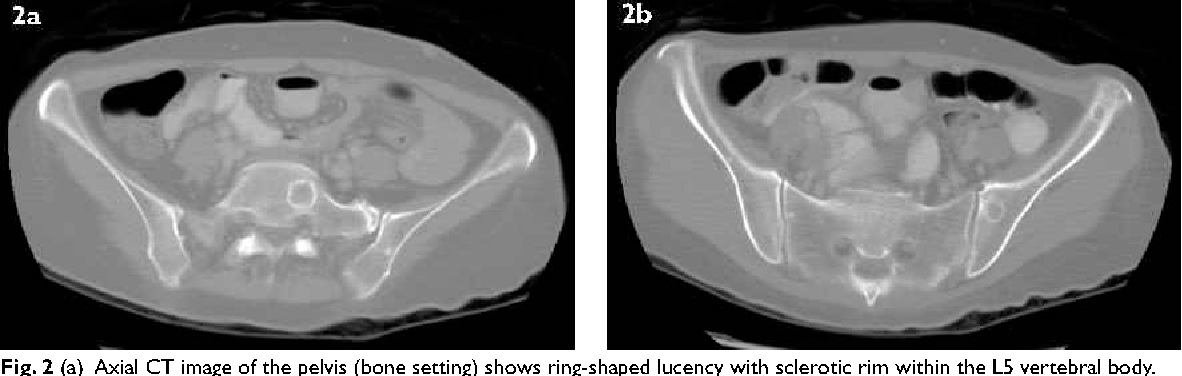 2a
2b
Fig. 2 (a) Axial CT image of the pelvis (bone setting) shows ring-shaped lucency with sclerotic rim within the L5 vertebral body.